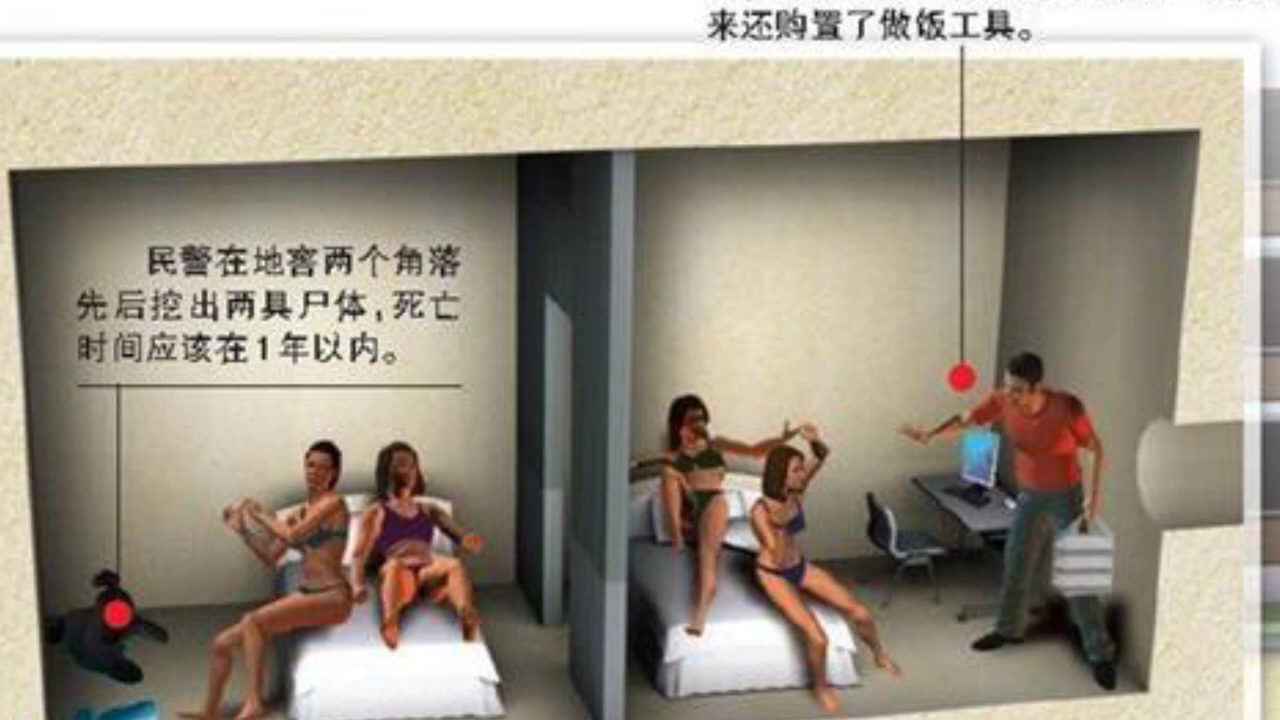 来还购置了做饭工具。
民警在地窖两个角落
先后挖出两具尸体，死亡
时间应该在1年以内。